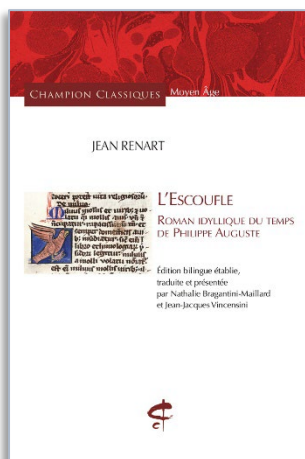 CHAMPION CLASSIQUES Moyen Âge
JEAN RENART
L'ESCOUFLE
ROMAN IDYLLIQUE DU TEMPS
DE PHILIPPE AUGUSTE
Édition bilingue établie,
traduite et présentée
par Nathalie Bragantini-Maillard
et Jean-Jacques Vincensini